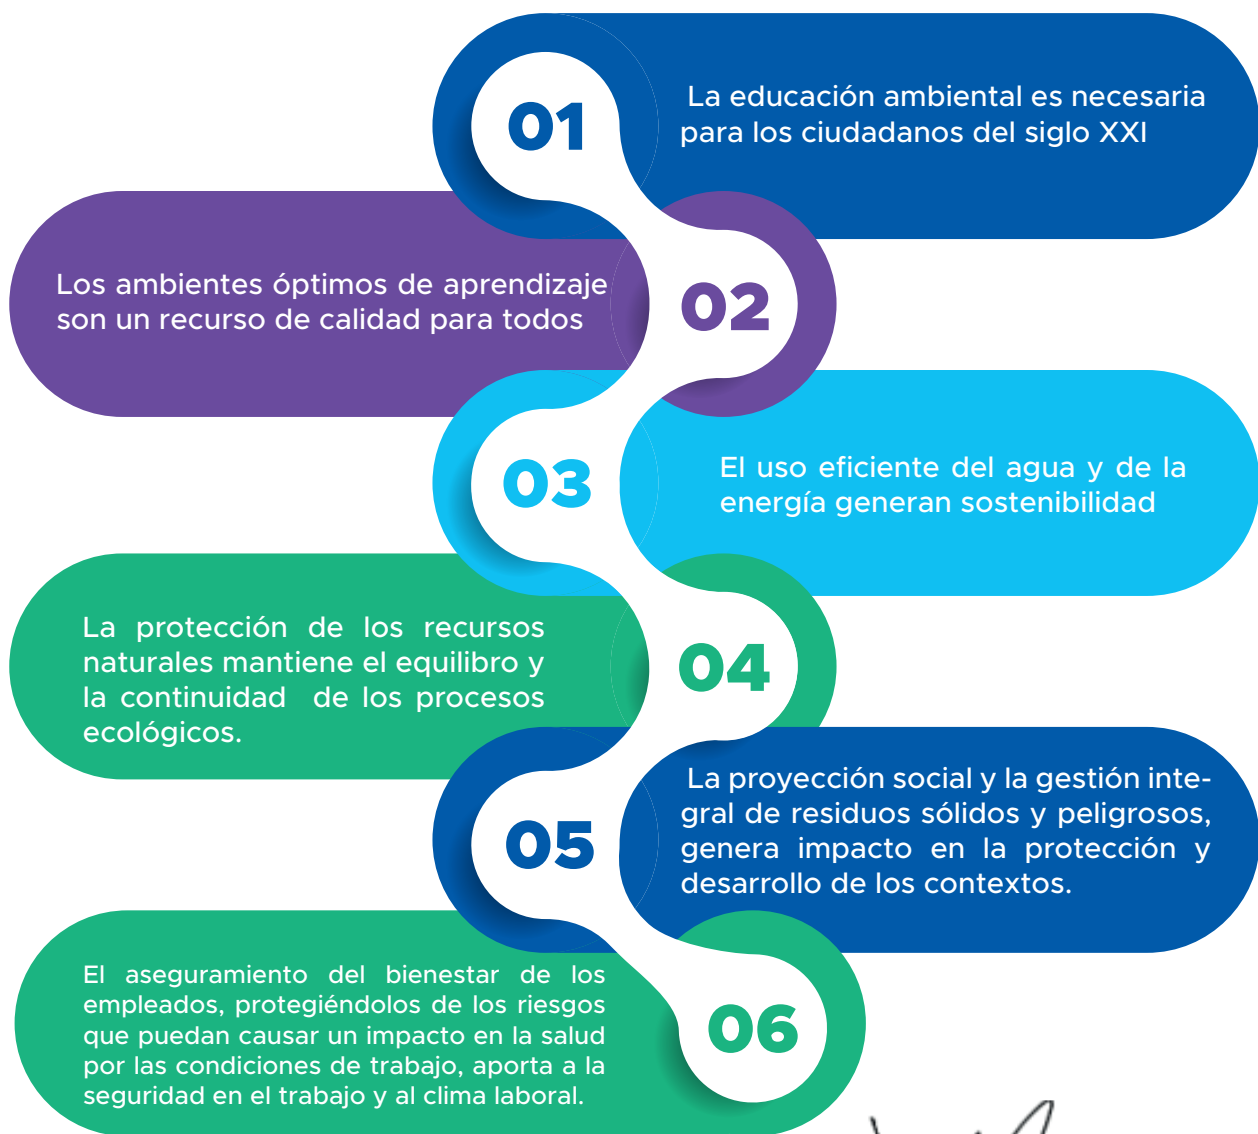 01
La educación ambiental es necesaria
para los ciudadanos del siglo XXI
Los ambientes óptimos de aprendizaje
son un recurso de calidad para todos
02
03
El uso eficiente del agua y de la
energía generan sostenibilidad
La protección de los recursos
naturales mantiene el equilibro y
la continuidad de los procesos
ecológicos.
04
05
La proyección social y la gestión inte-
gral de residuos sólidos y peligrosos,
genera impacto en la protección y
desarrollo de los contextos.
El aseguramiento del bienestar de los
empleados, protegiéndolos de los riesgos
que puedan causar un impacto en la salud
por las condiciones de trabajo, aporta a la
seguridad en el trabajo y al clima laboral.
06